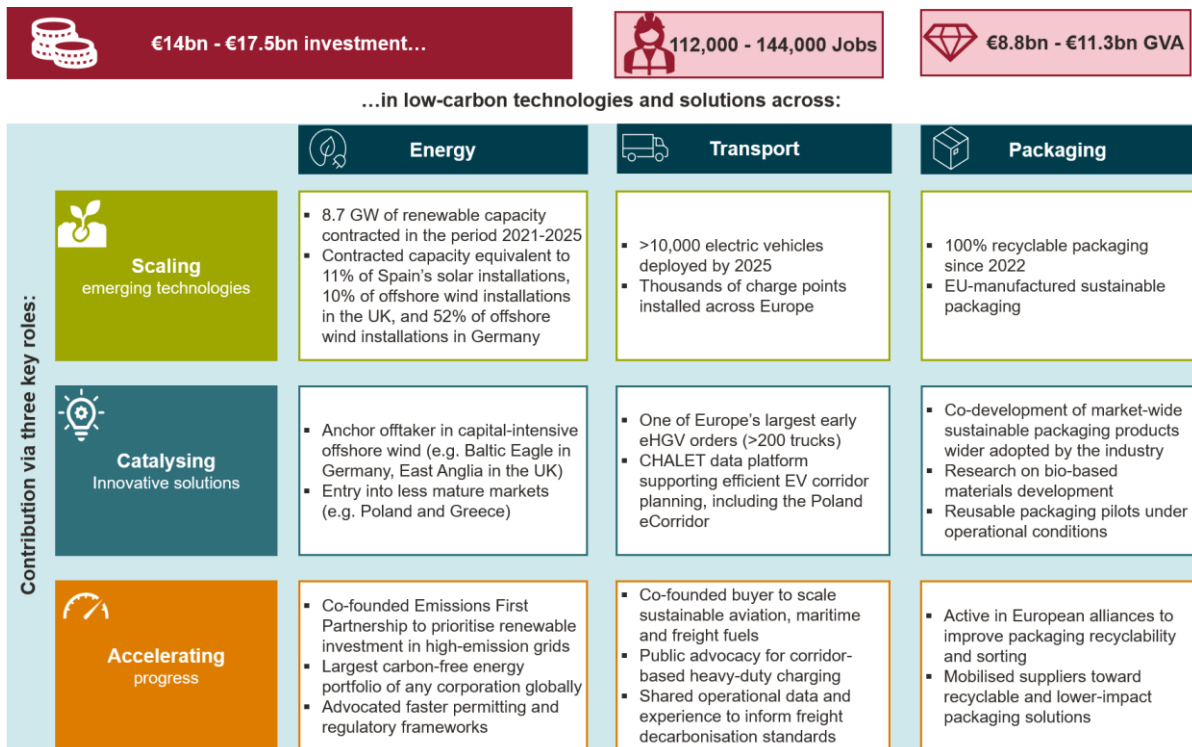 €14bn - €17.5bn investment…
112,000 - 144,000 Jobs
€8.8bn - €11.3bn GVA
…in low-carbon technologies and solutions across:
Energy
Transport
Packaging
Contribution via three key roles:
Scaling
emerging technologies
▪ 8.7 GW of renewable capacity
contracted in the period 2021-2025
▪ Contracted capacity equivalent to
11% of Spain’s solar installations,
10% of offshore wind installations
in the UK, and 52% of offshore
wind installations in Germany
▪ >10,000 electric vehicles
deployed by 2025
▪ Thousands of charge points
installed across Europe
▪ 100% recyclable packaging
since 2022
▪ EU-manufactured sustainable
packaging
Catalysing
Innovative solutions
▪ Anchor offtaker in capital-intensive
offshore wind (e.g. Baltic Eagle in
Germany, East Anglia in the UK)
▪ Entry into less mature markets
(e.g. Poland and Greece)
▪ One of Europe’s largest early
eHGV orders (>200 trucks)
▪ CHALET data platform
supporting efficient EV corridor
planning, including the Poland
eCorridor
▪ Co-development of market-wide
sustainable packaging products
wider adopted by the industry
▪ Research on bio-based
materials development
▪ Reusable packaging pilots under
operational conditions
Accelerating
progress
▪ Co-founded Emissions First
Partnership to prioritise renewable
investment in high-emission grids
▪ Largest carbon-free energy
portfolio of any corporation globally
▪ Advocated faster permitting and
regulatory frameworks
▪ Co-founded buyer to scale
sustainable aviation, maritime
and freight fuels
▪ Public advocacy for corridor-
based heavy-duty charging
▪ Shared operational data and
experience to inform freight
decarbonisation standards
▪ Active in European alliances to
improve packaging recyclability
and sorting
▪ Mobilised suppliers toward
recyclable and lower-impact
packaging solutions